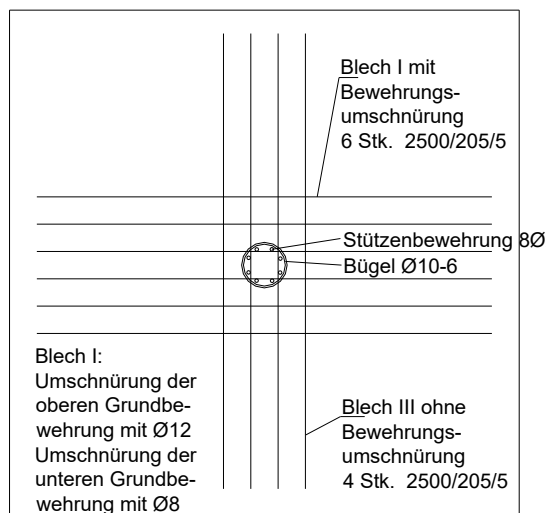 Blech I mit
Bewehrungs-
umschnürung
6 Stk. 2500/205/5
Stützenbewehrung 8Ø
Bügel Ø10-6
Blech I:
Umschnürung der
oberen Grundbe-
wehrung mit Ø12
Umschnürung der
unteren Grundbe-
wehrung mit Ø8
Blech III ohne
Bewehrungs-
umschnürung
4 Stk. 2500/205/5